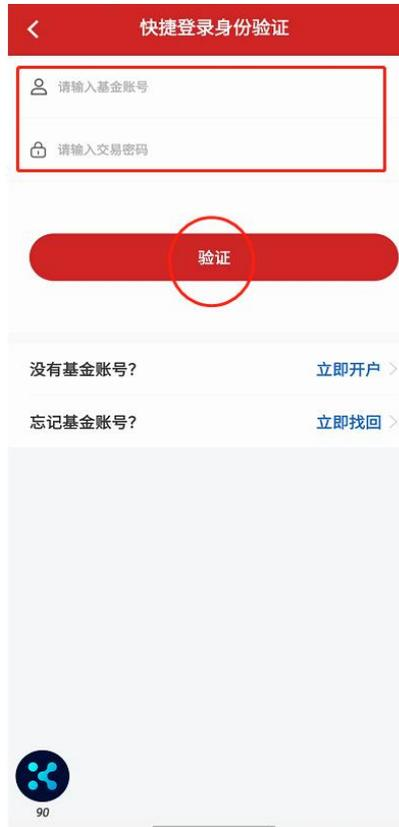 快捷登录身份验证
请输入基金账号
请输入交易密码
验证
没有基金账号？ 立即开户
忘记基金账号？ 立即找回
90